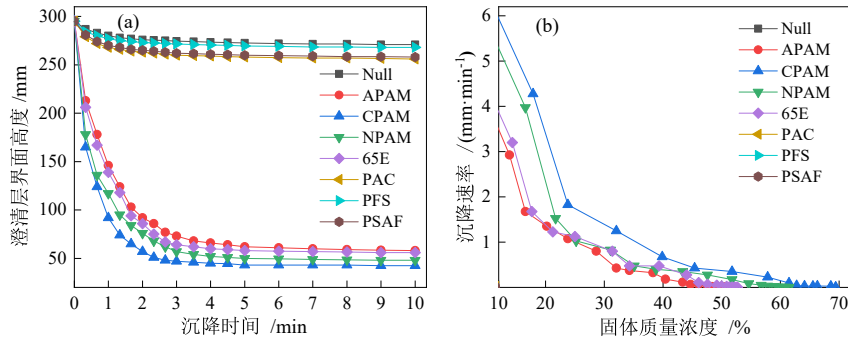 (a)
300
250
200
150
100
50
0
1
2
3
4
5
6
7
8
9
10
澄清层界面高度 /mm
沉降时间 /min
Null
APAM
CPAM
NPAM
65E
PAC
PFS
PSAF
(b)
6
5
4
3
2
1
10
20
30
40
50
60
70
沉降速率 /(mm·min⁻¹)
固体质量浓度 /%
Null
APAM
CPAM
NPAM
65E
PAC
PFS
PSAF